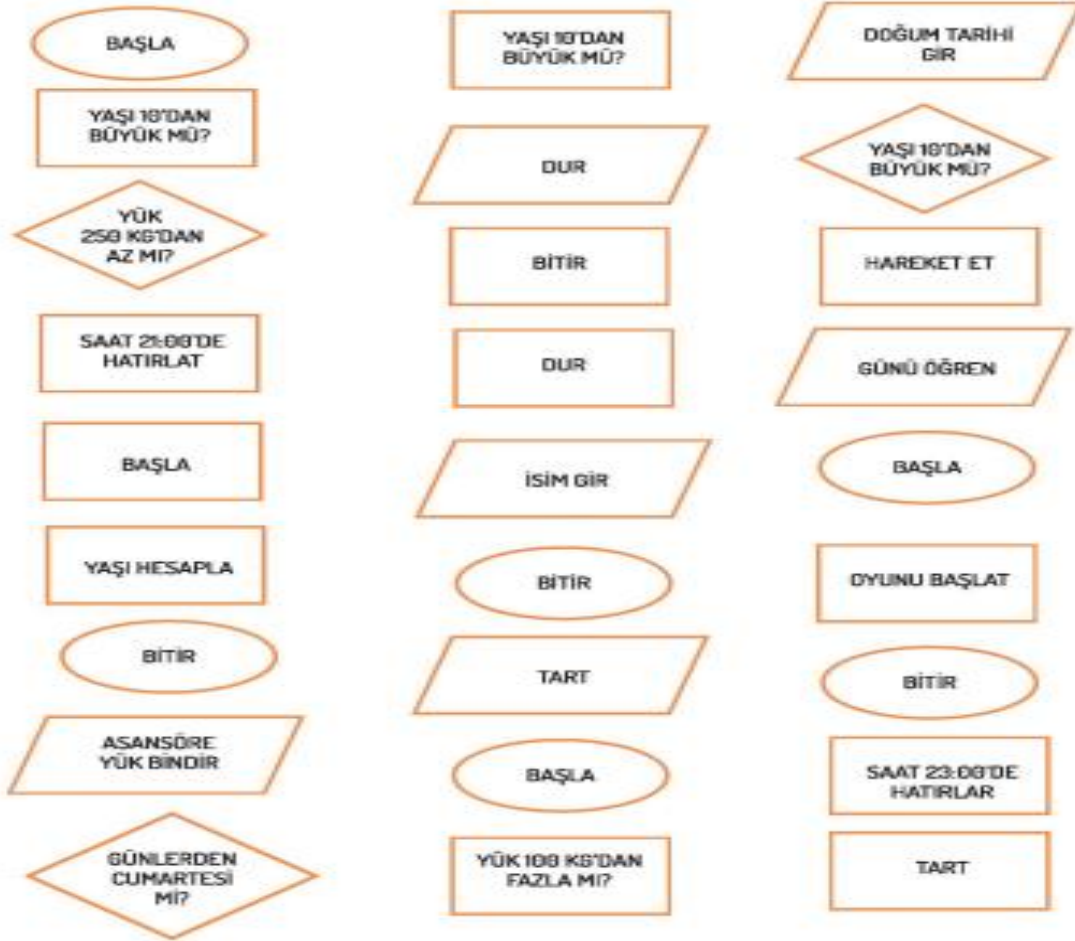 BAŞLA
YAŞI 10'DAN
BÜYÜK MÜ?
YÜK
250 KG'DAN
AZ MI?
SAAT 21:00'DE
HATIRLAT
BAŞLA
YAŞI HESAPLA
BİTİR
ASANSÖRE
YÜK BİNDİR
GÜNLERDEN
CUMARTESİ
Mİ?
YAŞI 10'DAN
BÜYÜK MÜ?
DUR
BİTİR
DUR
İSİM GİR
BİTİR
TART
BAŞLA
YÜK 100 KG'DAN
FAZLA MI?
DOĞUM TARİHİ
GİR
YAŞI 10'DAN
BÜYÜK MÜ?
HAREKET ET
GÜNÜ ÖĞREN
BAŞLA
OYUNU BAŞLAT
BİTİR
SAAT 23:00'DE
HATIRLAR
TART